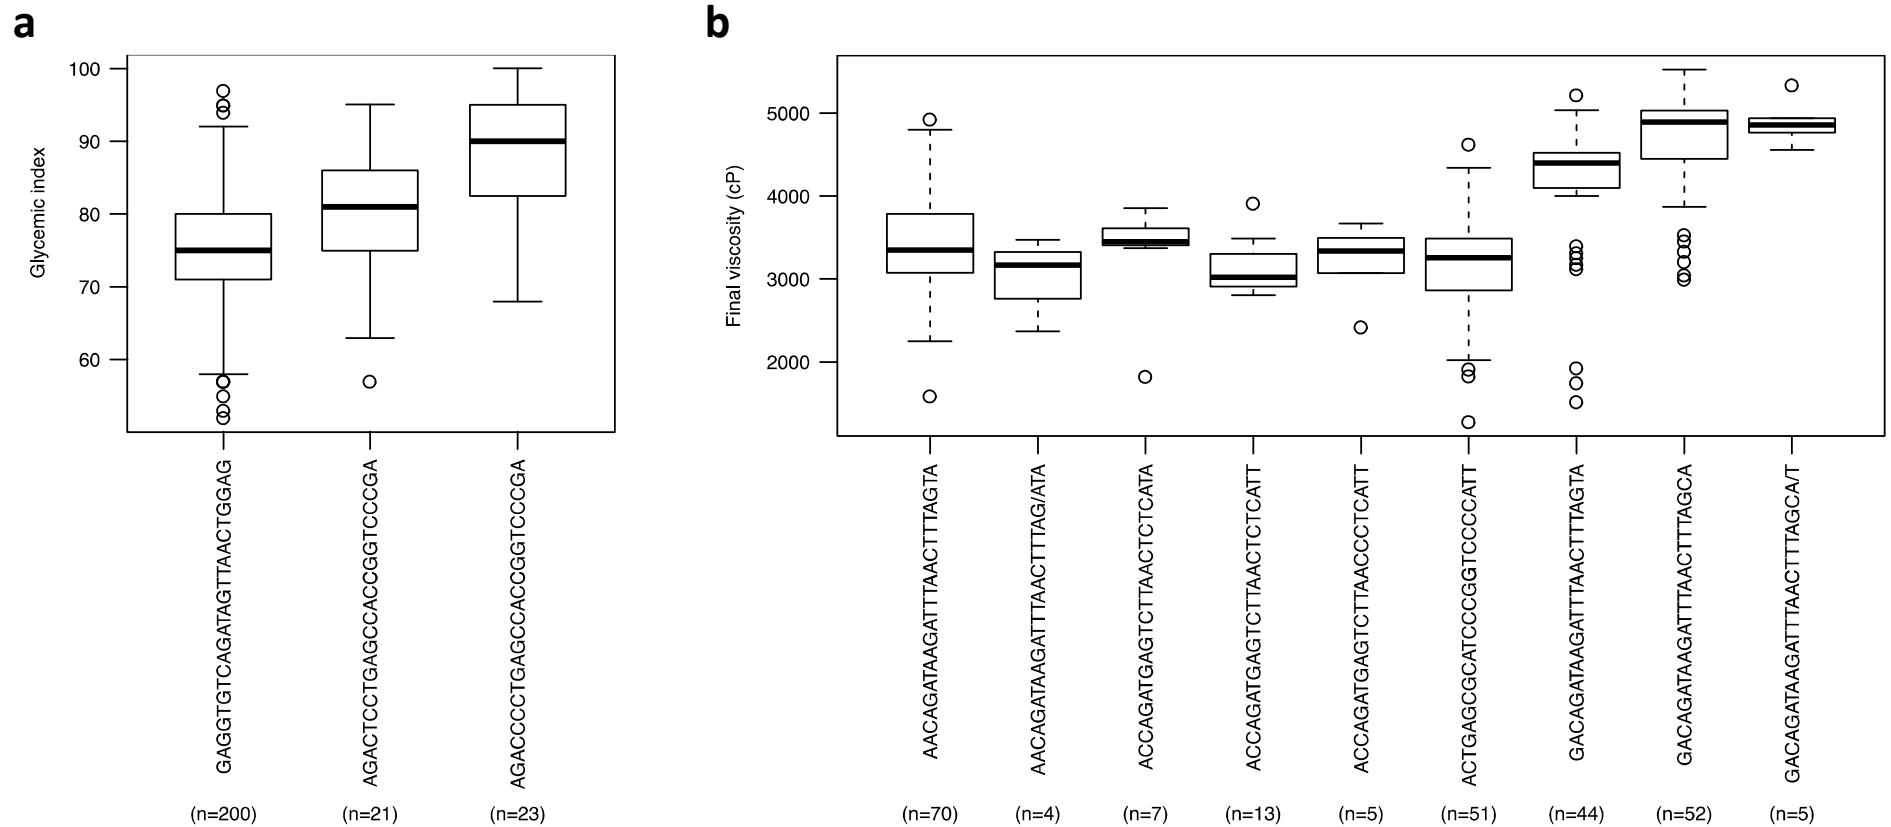 a
Glycemic index
100
90
80
70
60
GAGGTGTCAGATAGTTAACTGGAG
AGACTCCTGAGCCACCGGTCCCGA
AGACCCCTGAGCCACCGGTCCCGA
(n=200)
(n=21)
(n=23)
b
Final viscosity (cP)
5000
4000
3000
2000
AACAGATAAGATTTAACTTAGTA
AACAGATAAGATTTAACTTTAG/ATA
ACCAGATGAGTCTTAACTCTCATA
ACCAGATGAGTCTTAACTCTCATT
ACCAGATGAGTCTTAACCCTCATT
ACTGAGCGCATCCCGGTCCCCATT
GACAGATAAGATTTAACTTTAGTA
GACAGATAAGATTTAACTTTAGCA
GACAGATAAGATTTAACTTTAGCA/T
(n=70)
(n=4)
(n=7)
(n=13)
(n=5)
(n=51)
(n=44)
(n=52)
(n=5)